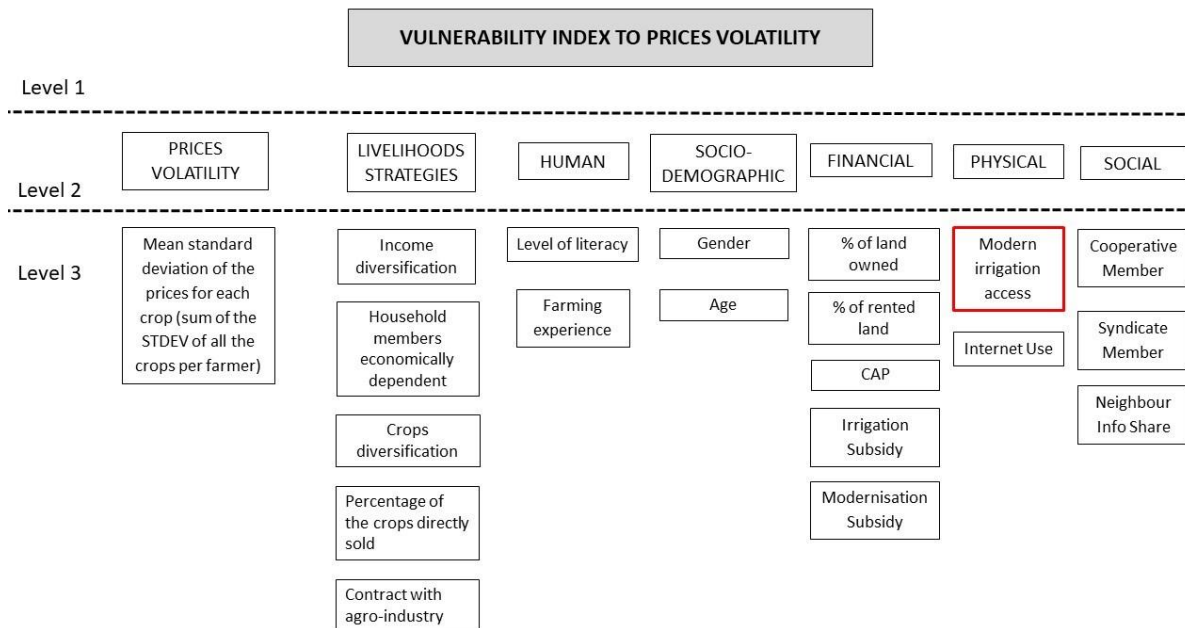 VULNERABILITY INDEX TO PRICES VOLATILITY
Level 1
PRICES
VOLATILITY
LIVELIHOODS
STRATEGIES
HUMAN
SOCIO-
DEMOGRAPHIC
FINANCIAL
PHYSICAL
SOCIAL
Level 2
Level 3
Mean standard
deviation of the
prices for each
crop (sum of the
STDEV of all the
crops per farmer)
Income
diversification
Household
members
economically
dependent
Crops
diversification
Percentage of
the crops directly
sold
Contract with
agro-industry
Level of literacy
Farming
experience
Gender
Age
% of land
owned
% of rented
land
CAP
Irrigation
Subsidy
Modernisation
Subsidy
Modern
irrigation
access
Internet Use
Cooperative
Member
Syndicate
Member
Neighbour
Info Share